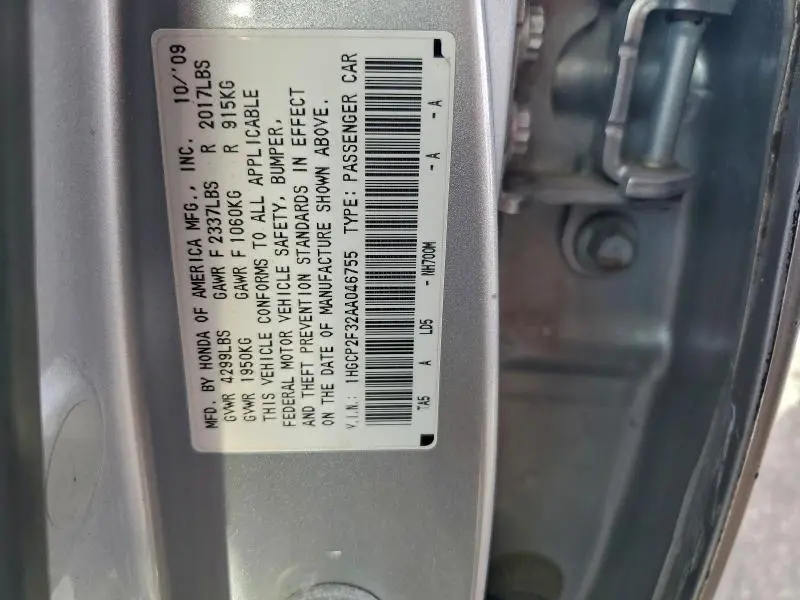 MFD. BY HONDA OF AMERICA MFG., INC. 10/'09
GVWR 4299LBS GAWR F 2337LBS R 2017LBS
GVWR 1950KG GAWR F 1060KG R 915KG
THIS VEHICLE CONFORMS TO ALL APPLICABLE
FEDERAL MOTOR VEHICLE SAFETY, BUMPER,
AND THEFT PREVENTION STANDARDS IN EFFECT
ON THE DATE OF MANUFACTURE SHOWN ABOVE.
V.I.N.: 1HGCP2F32AA046755 TYPE: PASSENGER CAR
TA5 A LD5 - NH700M - A - A